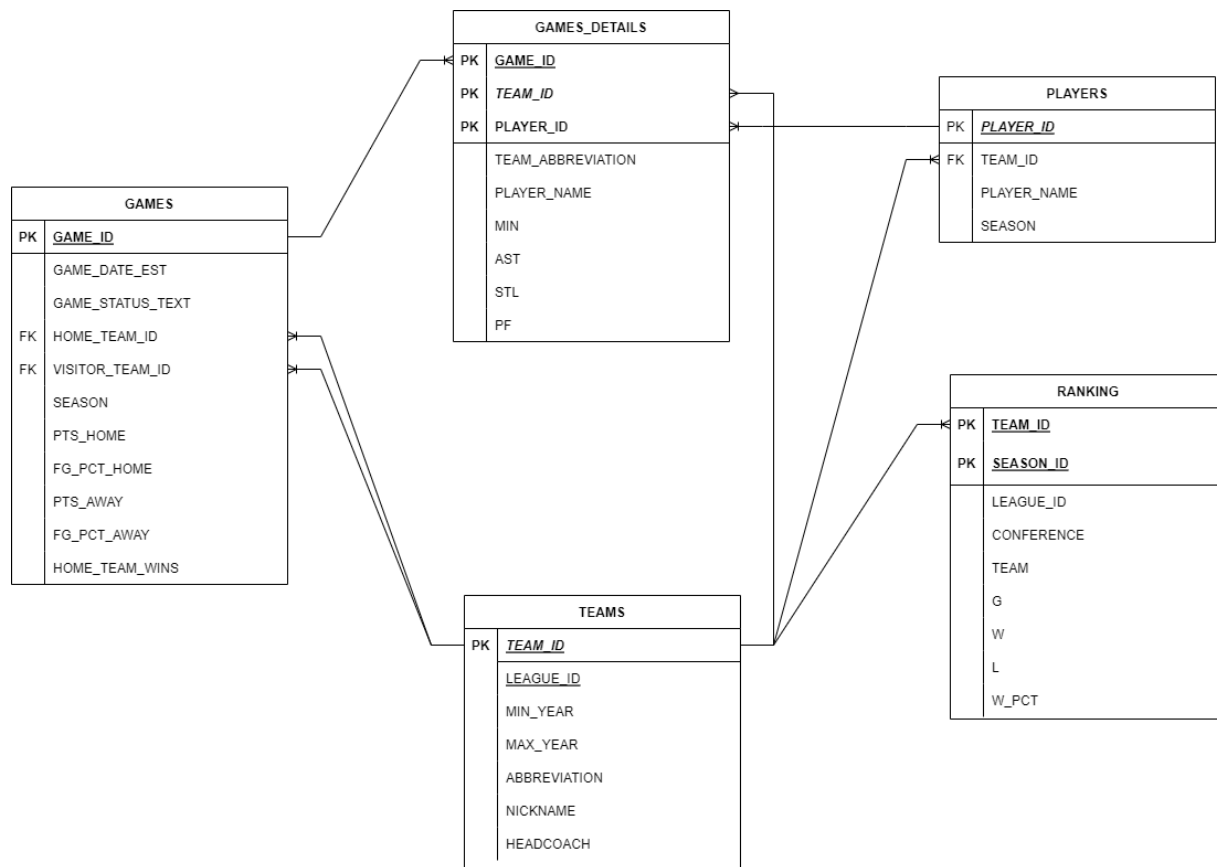 GAMES_DETAILS
PK GAME_ID
PK TEAM_ID
PK PLAYER_ID
TEAM_ABBREVIATION
PLAYER_NAME
MIN
AST
STL
PF
PLAYERS
PK PLAYER_ID
FK TEAM_ID
PLAYER_NAME
SEASON
GAMES
PK GAME_ID
GAME_DATE_EST
GAME_STATUS_TEXT
FK HOME_TEAM_ID
FK VISITOR_TEAM_ID
SEASON
PTS_HOME
FG_PCT_HOME
PTS_AWAY
FG_PCT_AWAY
HOME_TEAM_WINS
RANKING
PK TEAM_ID
PK SEASON_ID
LEAGUE_ID
CONFERENCE
TEAM
G
W
L
W_PCT
TEAMS
PK TEAM_ID
LEAGUE_ID
MIN_YEAR
MAX_YEAR
ABBREVIATION
NICKNAME
HEADCOACH